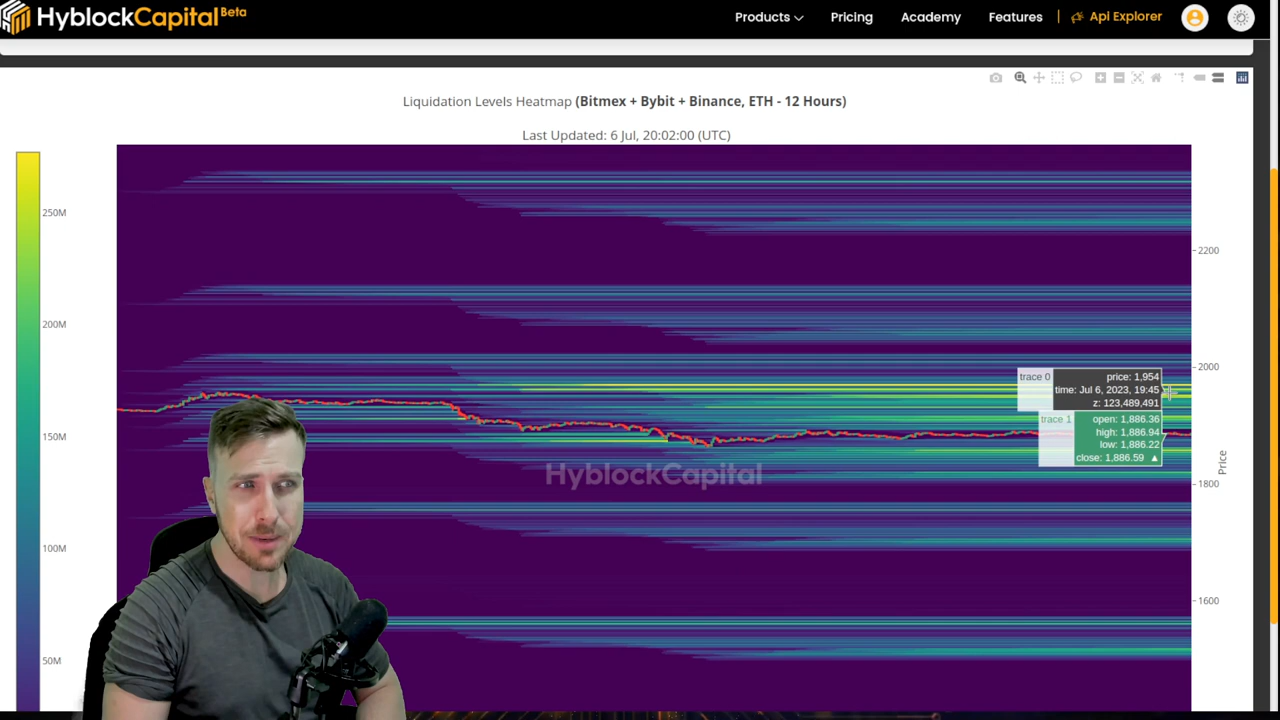 HyblockCapital Beta
Products Pricing Academy Features Api Explorer
Liquidation Levels Heatmap (Bitmex + Bybit + Binance, ETH - 12 Hours)
Last Updated: 6 Jul, 20:02:00 (UTC)
250M
200M
150M
100M
50M
2200
2000
1800
1600
Price
trace 0
price: 1,954
time: Jul 6, 2023, 19:45
z: 123,489,491
trace 1
open: 1,886.36
high: 1,886.94
low: 1,886.22
close: 1,886.59 ▲
HyblockCapital